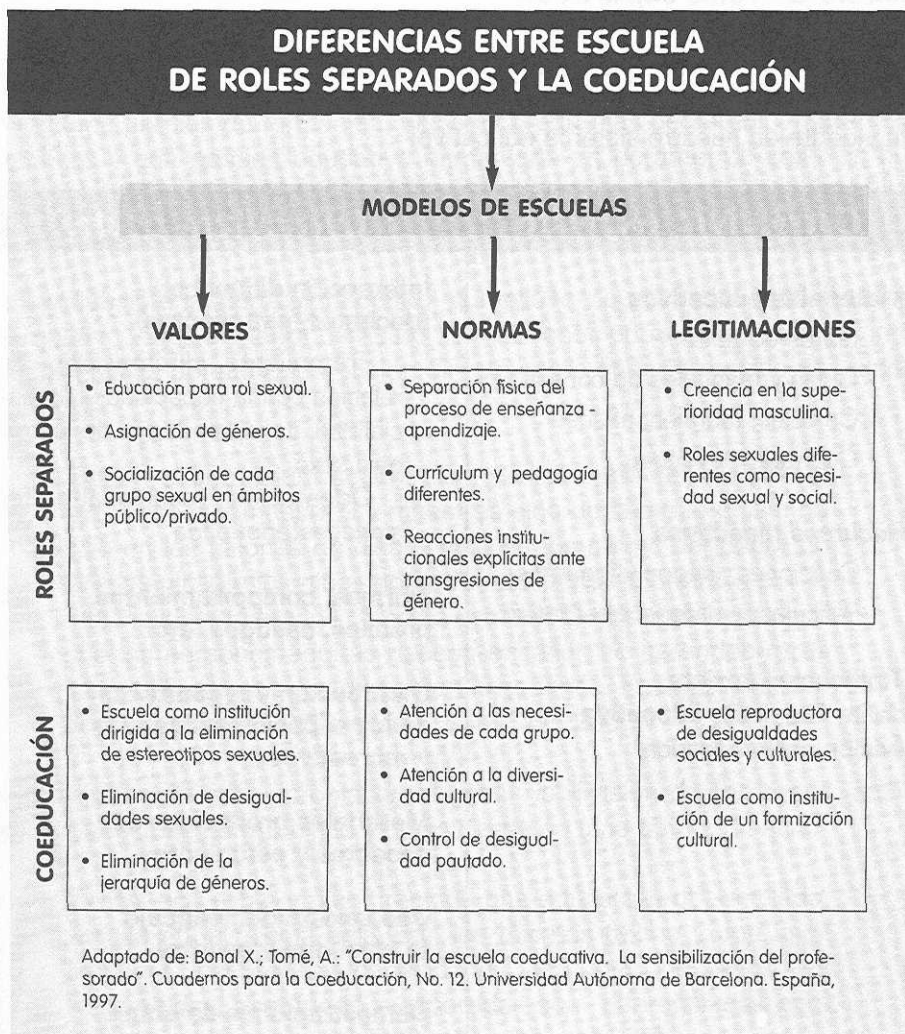 DIFERENCIAS ENTRE ESCUELA
DE ROLES SEPARADOS Y LA COEDUCACIÓN
MODELOS DE ESCUELAS
VALORES
NORMAS
LEGITIMACIONES
ROLES SEPARADOS
• Educación para rol sexual.
• Asignación de géneros.
• Socialización de cada
grupo sexual en ámbitos
público/privado.
• Separación física del
proceso de enseñanza -
aprendizaje.
• Currículum y pedagogía
diferentes.
• Reacciones institu-
cionales explícitas ante
transgresiones de
género.
• Creencia en la supe-
rioridad masculina.
• Roles sexuales dife-
rentes como necesi-
dad sexual y social.
COEDUCACIÓN
• Escuela como institución
dirigida a la eliminación
de estereotipos sexuales.
• Eliminación de desigual-
dades sexuales.
• Eliminación de la
jerarquía de géneros.
• Atención a las necesi-
dades de cada grupo.
• Atención a la diversi-
dad cultural.
• Control de desigual-
dad pautado.
• Escuela reproductora
de desigualdades
sociales y culturales.
• Escuela como institu-
ción de un formización
cultural.
Adaptado de: Bonal X.; Tomé, A.: "Construir la escuela coeducativa. La sensibilización del profe-
sorado". Cuadernos para la Coeducación, No. 12. Universidad Autónoma de Barcelona. España,
1997.